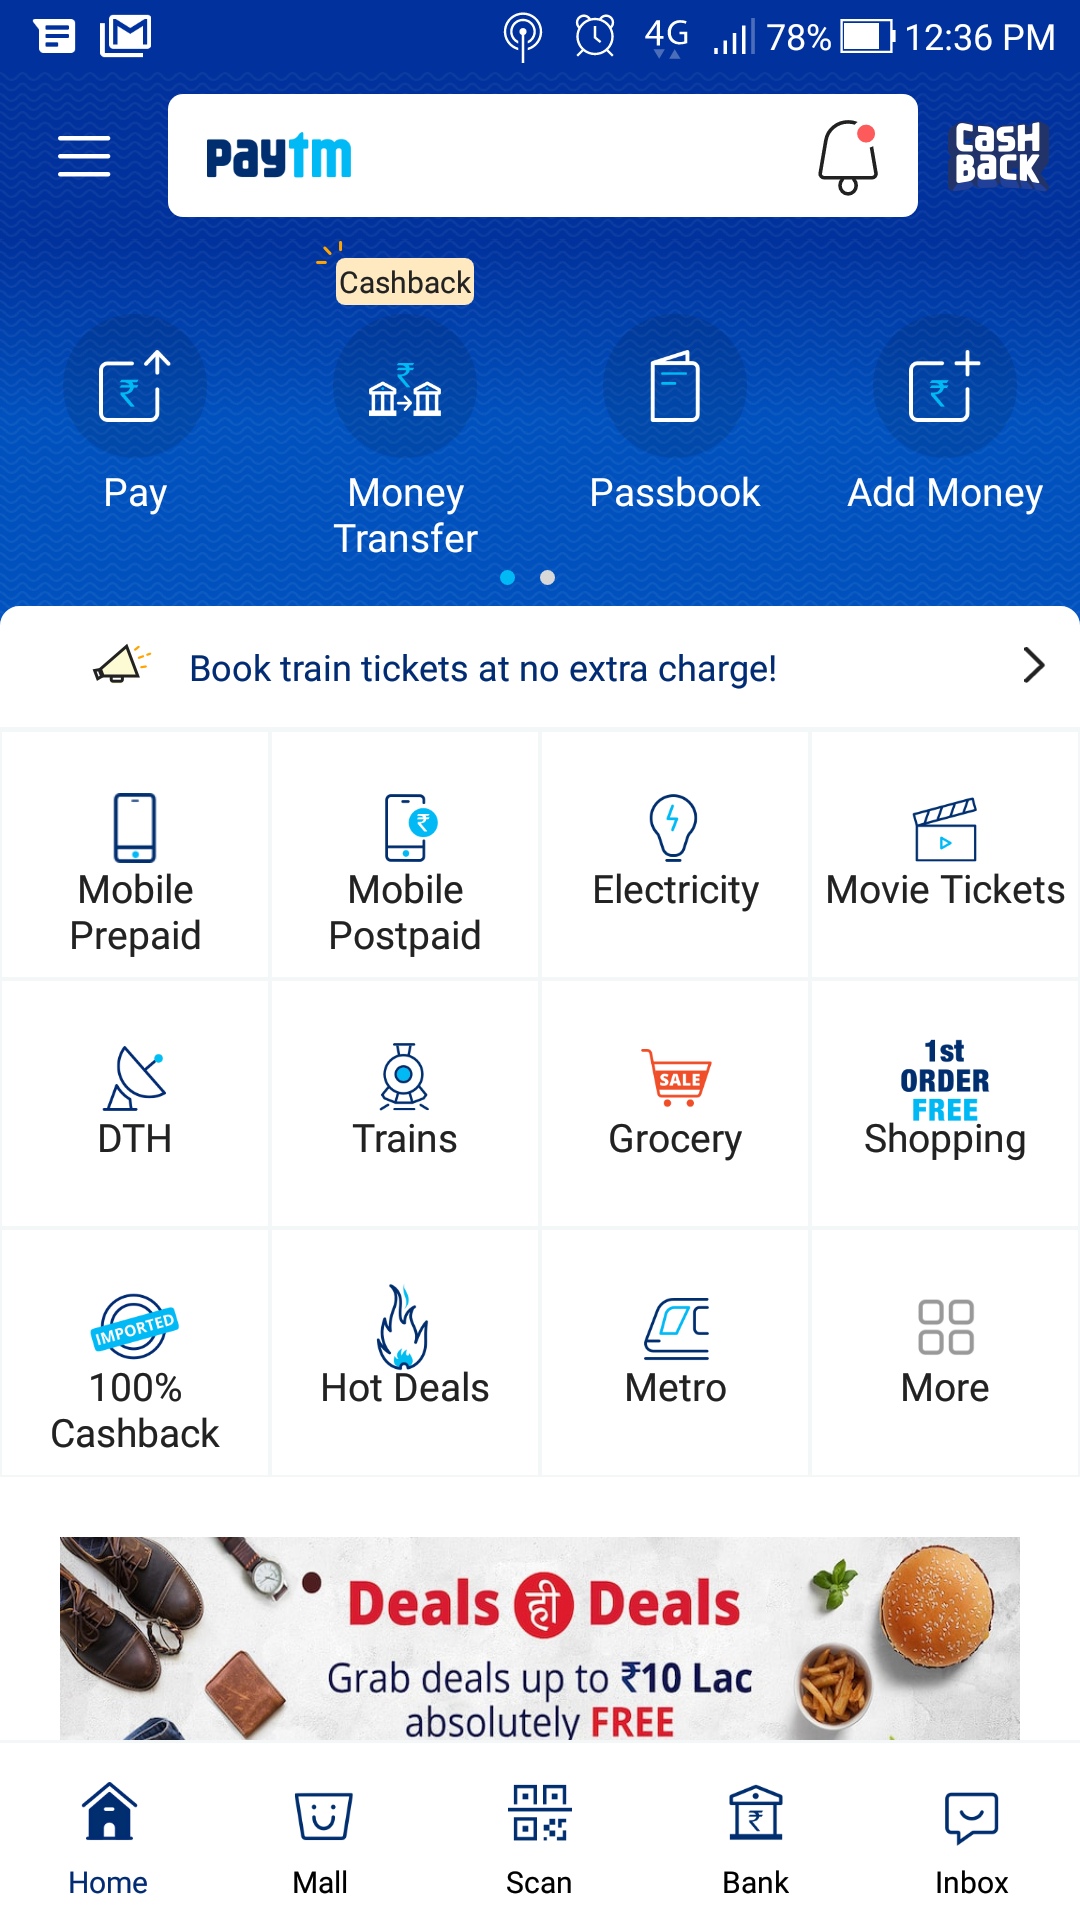 4G 78% 12:36 PM
paytm
CASH
BACK
Cashback
Pay Money Passbook Add Money
Transfer
Book train tickets at no extra charge!
Mobile Mobile Electricity Movie Tickets
Prepaid Postpaid
SALE
1st
ORDER
FREE
DTH Trains Grocery Shopping
IMPORTED
100% Hot Deals Metro More
Cashback
Deals ही Deals
Grab deals up to ₹10 Lac
absolutely FREE
Home Mall Scan Bank Inbox